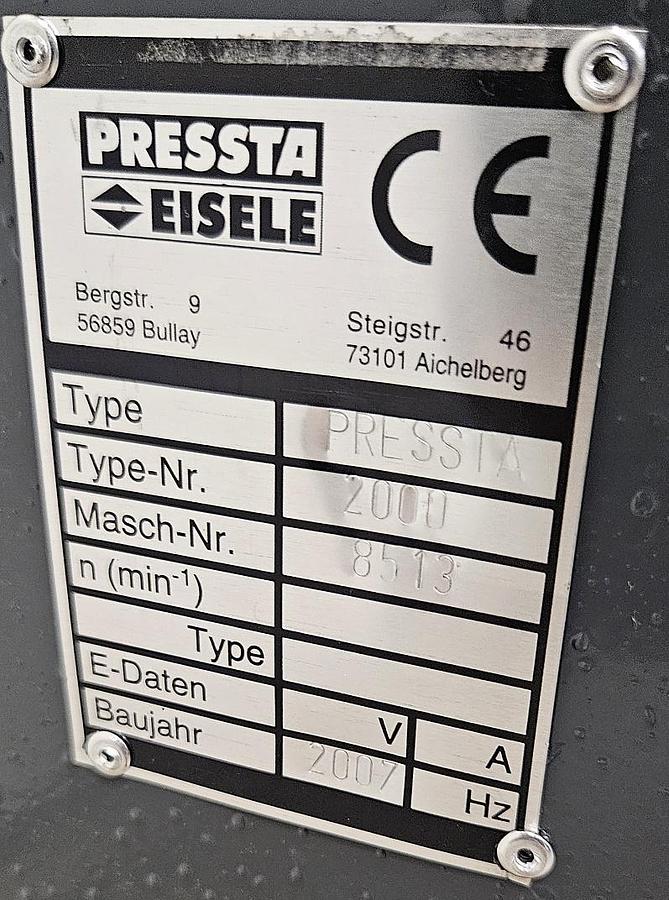 PRESSTA
EISELE
CE
Bergstr. 9
56859 Bullay
Steigstr. 46
73101 Aichelberg
Type PRESSTA
Type-Nr. 2000
Masch-Nr. 8513
n (min-1)
Type
E-Daten V A
Baujahr 2007 Hz